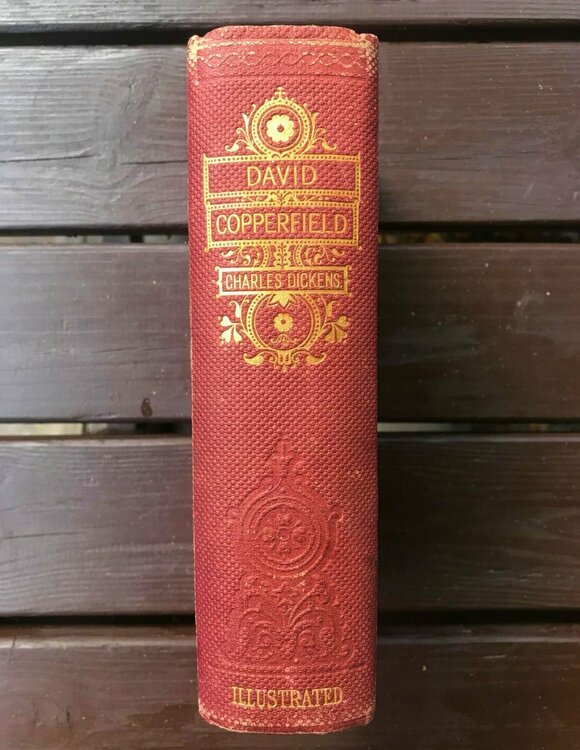 DAVID
COPPERFIELD
CHARLES DICKENS.
ILLUSTRATED